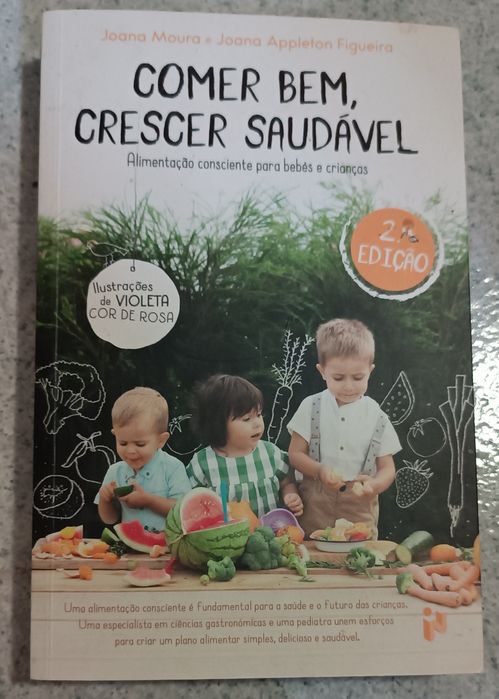 Joana Moura e Joana Appleton Figueira
COMER BEM,
CRESCER SAUDÁVEL
Alimentação consciente para bebés e crianças
2.ª
EDIÇÃO
Ilustrações
de VIOLETA
COR DE ROSA
Uma alimentação consciente é fundamental para a saúde e o futuro das crianças.
Uma especialista em ciências gastronómicas e uma pediatra unem esforços
para criar um plano alimentar simples, delicioso e saudável.